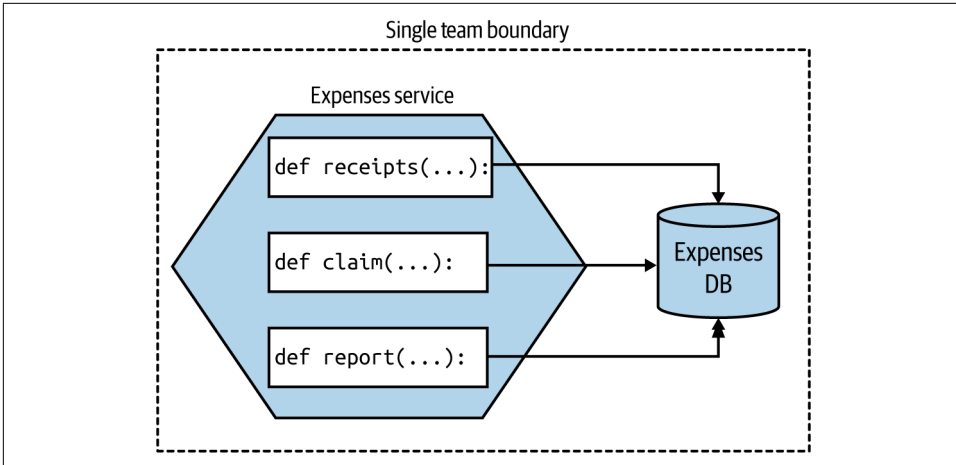 Single team boundary
Expenses service
def receipts(...):
def claim(...):
def report(...):
Expenses
DB